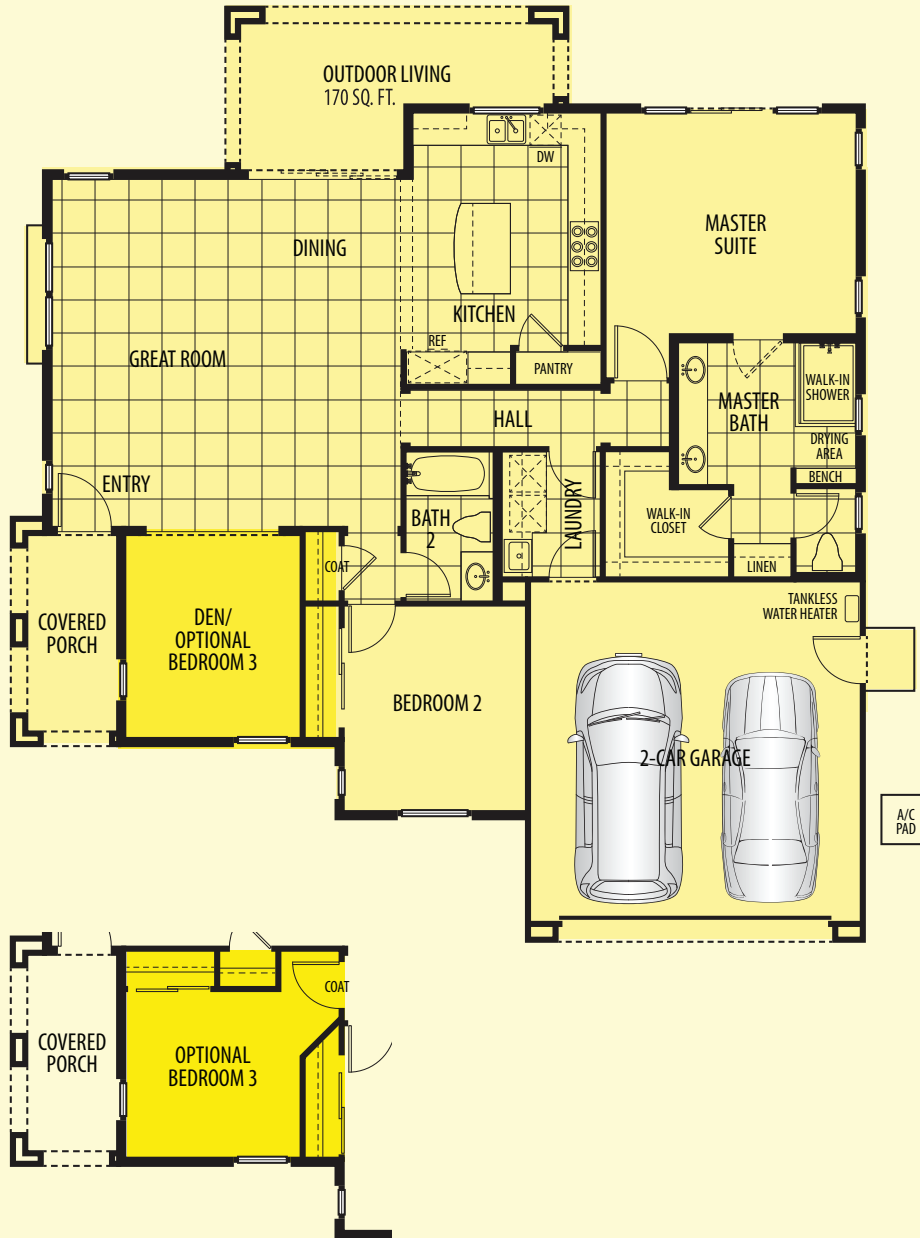 OUTDOOR LIVING
170 SQ. FT.
DW
MASTER
SUITE
DINING
KITCHEN
REF
PANTRY
GREAT ROOM
WALK-IN
SHOWER
MASTER
BATH
HALL
DRYING
AREA
BENCH
ENTRY
BATH
2
LAUNDRY
WALK-IN
CLOSET
LINEN
COAT
TANKLESS
WATER HEATER
COVERED
PORCH
DEN/
OPTIONAL
BEDROOM 3
BEDROOM 2
2-CAR GARAGE
A/C
PAD
COAT
COVERED
PORCH
OPTIONAL
BEDROOM 3